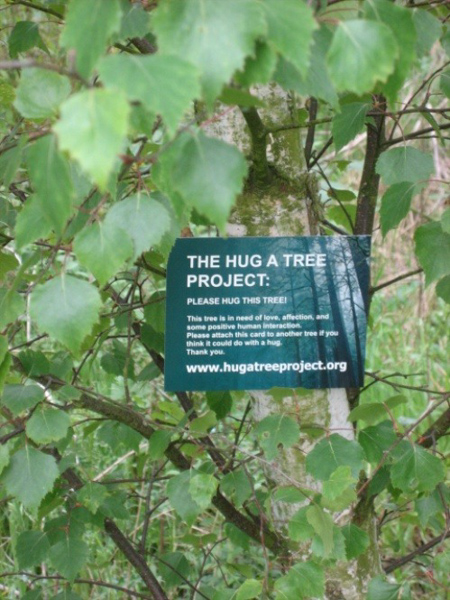 THE HUG A TREE
PROJECT:
PLEASE HUG THIS TREE!
This tree is in need of love, affection, and
some positive human interaction.
Please attach this card to another tree if you
think it could do with a hug.
Thank you.
www.hugatreeproject.org